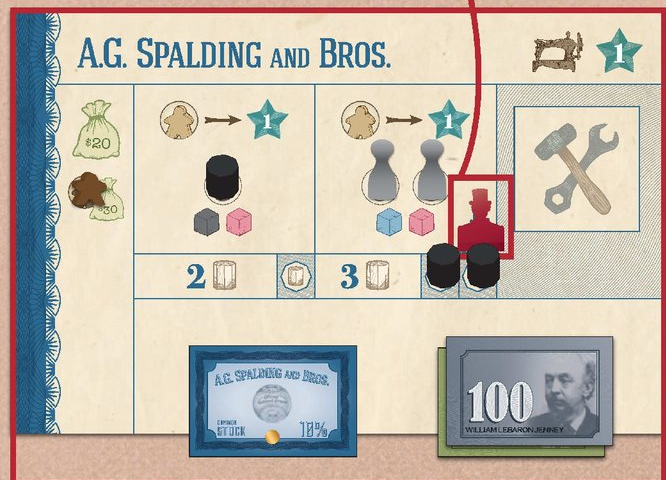 A.G. SPALDING AND BROS.
1
$20
1
1
$30
2
3
A.G. SPALDING AND BROS.
COMMON
STOCK
10%
100
WILLIAM LEBARON JENNEY